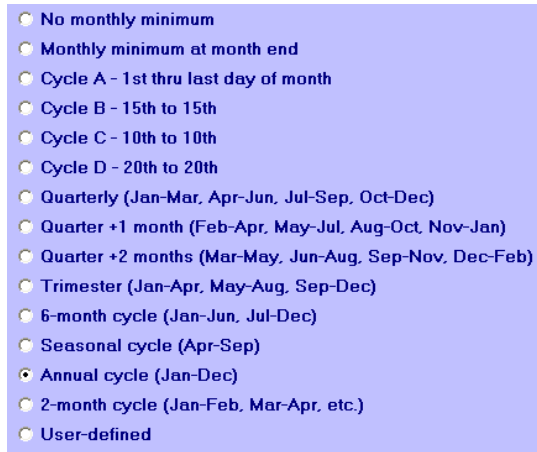 No monthly minimum
Monthly minimum at month end
Cycle A - 1st thru last day of month
Cycle B - 15th to 15th
Cycle C - 10th to 10th
Cycle D - 20th to 20th
Quarterly (Jan-Mar, Apr-Jun, Jul-Sep, Oct-Dec)
Quarter +1 month (Feb-Apr, May-Jul, Aug-Oct, Nov-Jan)
Quarter +2 months (Mar-May, Jun-Aug, Sep-Nov, Dec-Feb)
Trimester (Jan-Apr, May-Aug, Sep-Dec)
6-month cycle (Jan-Jun, Jul-Dec)
Seasonal cycle (Apr-Sep)
Annual cycle (Jan-Dec)
2-month cycle (Jan-Feb, Mar-Apr, etc.)
User-defined